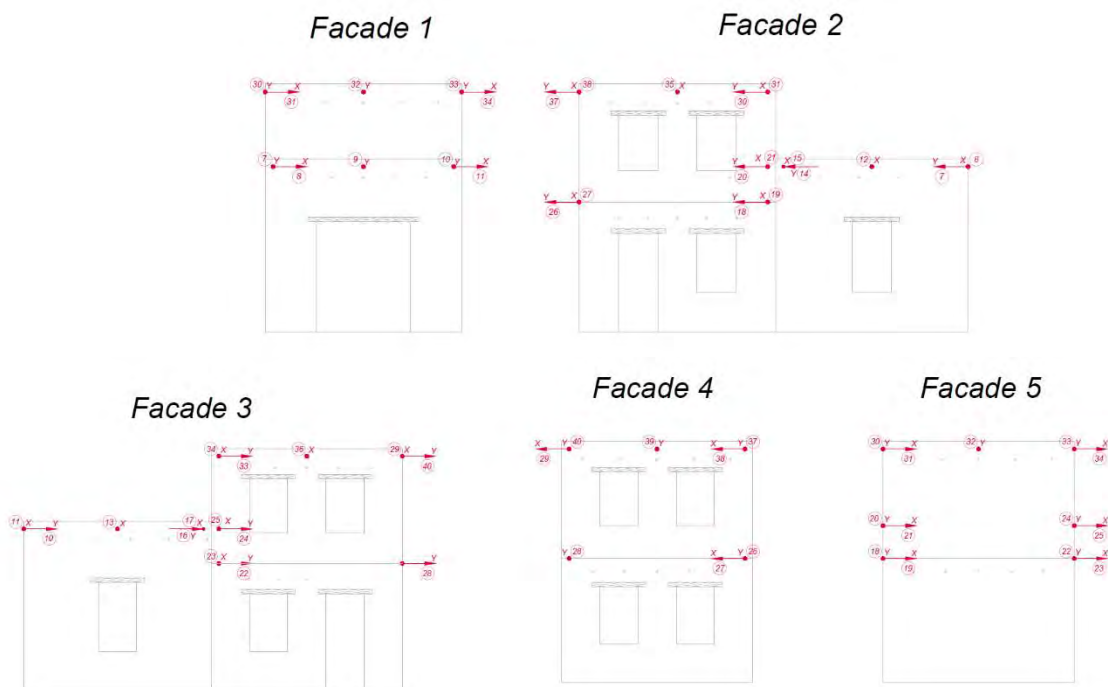 Facade 1
Facade 2
30 Y X 32 Y 33 Y X
31 34
7 Y X 9 Y 10 Y X
8 11
38 Y X 35 X 31 Y X
37 30
21 Y X 15 X 12 X 6 Y X
20 Y 14 7
27 Y X 19 Y X
26 18
Facade 3
Facade 4
Facade 5
34 X Y 36 X 29 X Y
33 40
11 X Y 13 X 17 X 25 X Y
10 16 Y 24
23 X Y X Y
22 28
40 X Y 39 Y 37 X Y
29 38
28 Y 26 X Y
27
30 Y X 32 Y 33 Y X
31 34
20 Y X 24 Y X
21 25
18 Y X 22 Y X
19 23